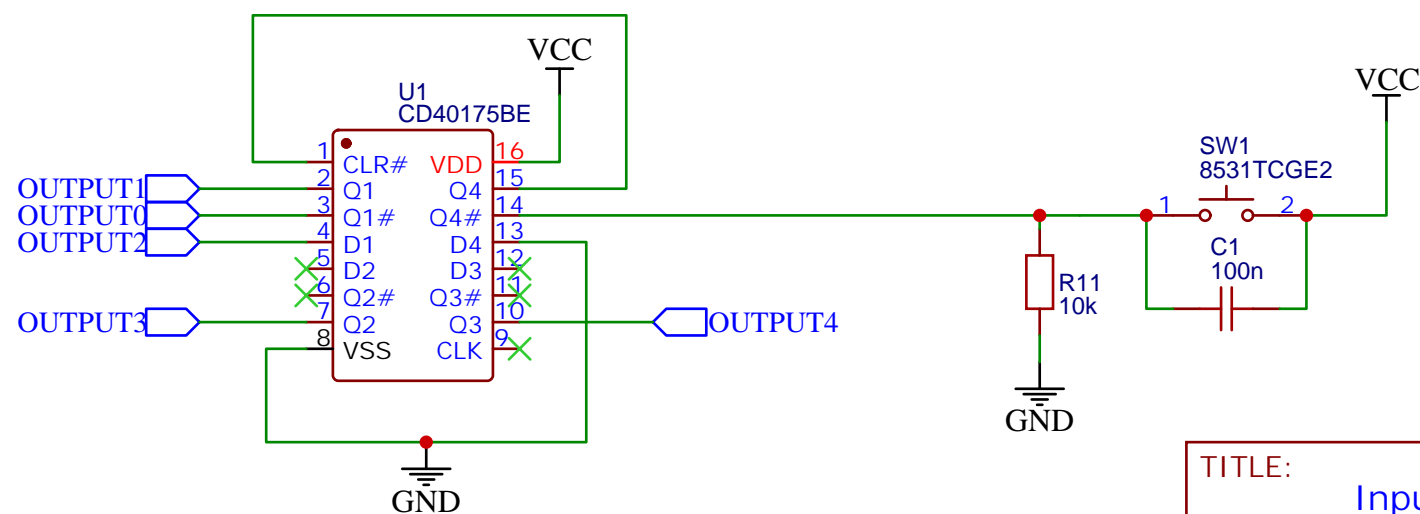 VCC
VCC
U1
CD40175BE
SW1
8531TCGE2
1 CLR# VDD 16
OUTPUT1 2 Q1 Q4 15
OUTPUT0 3 Q1# Q4# 14 1 2
OUTPUT2 4 D1 D4 13
5 D2 D3 12
6 Q2# Q3# 11
C1
100n
R11
10k
OUTPUT3 7 Q2 Q3 10 OUTPUT4
8 VSS CLK 9
GND
GND
TITLE:
Inpu